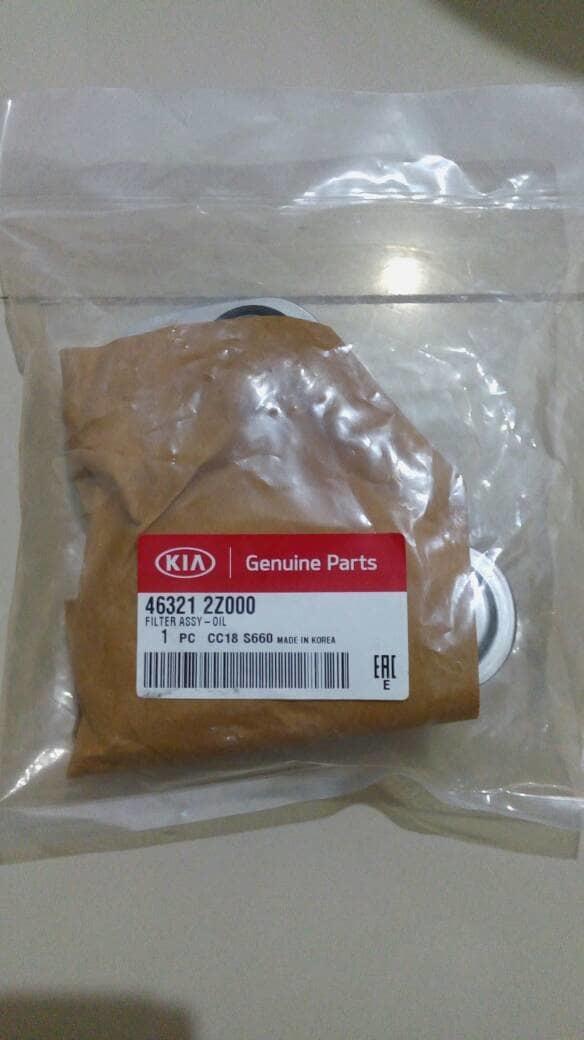 KIA Genuine Parts
46321 2Z000
FILTER ASSY-OIL
1 PC CC18 S660 MADE IN KOREA
EAC
E